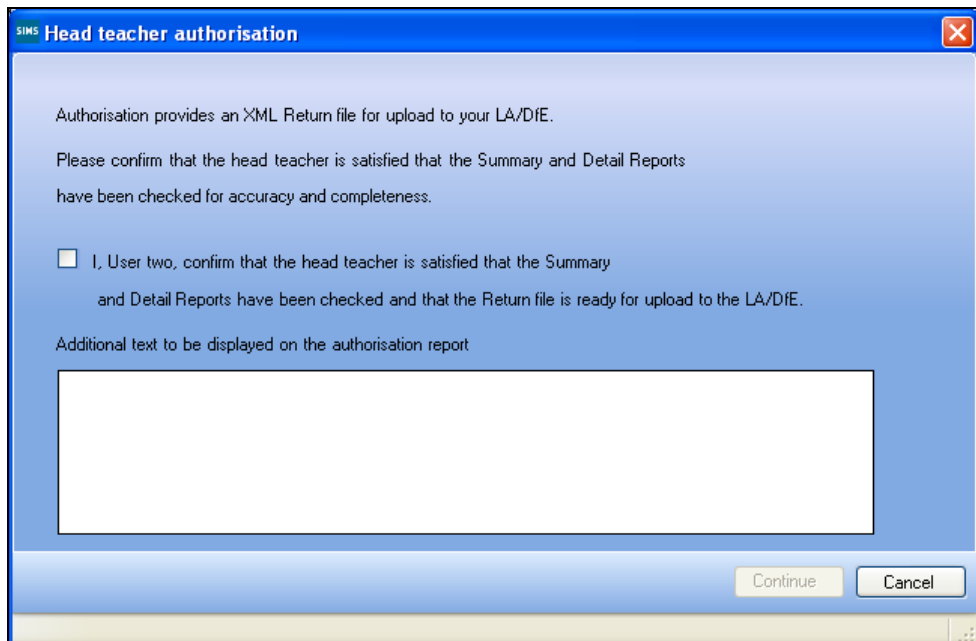 SIMS Head teacher authorisation
Authorisation provides an XML Return file for upload to your LA/DfE.
Please confirm that the head teacher is satisfied that the Summary and Detail Reports
have been checked for accuracy and completeness.
I, User two, confirm that the head teacher is satisfied that the Summary
and Detail Reports have been checked and that the Return file is ready for upload to the LA/DfE.
Additional text to be displayed on the authorisation report
Continue Cancel